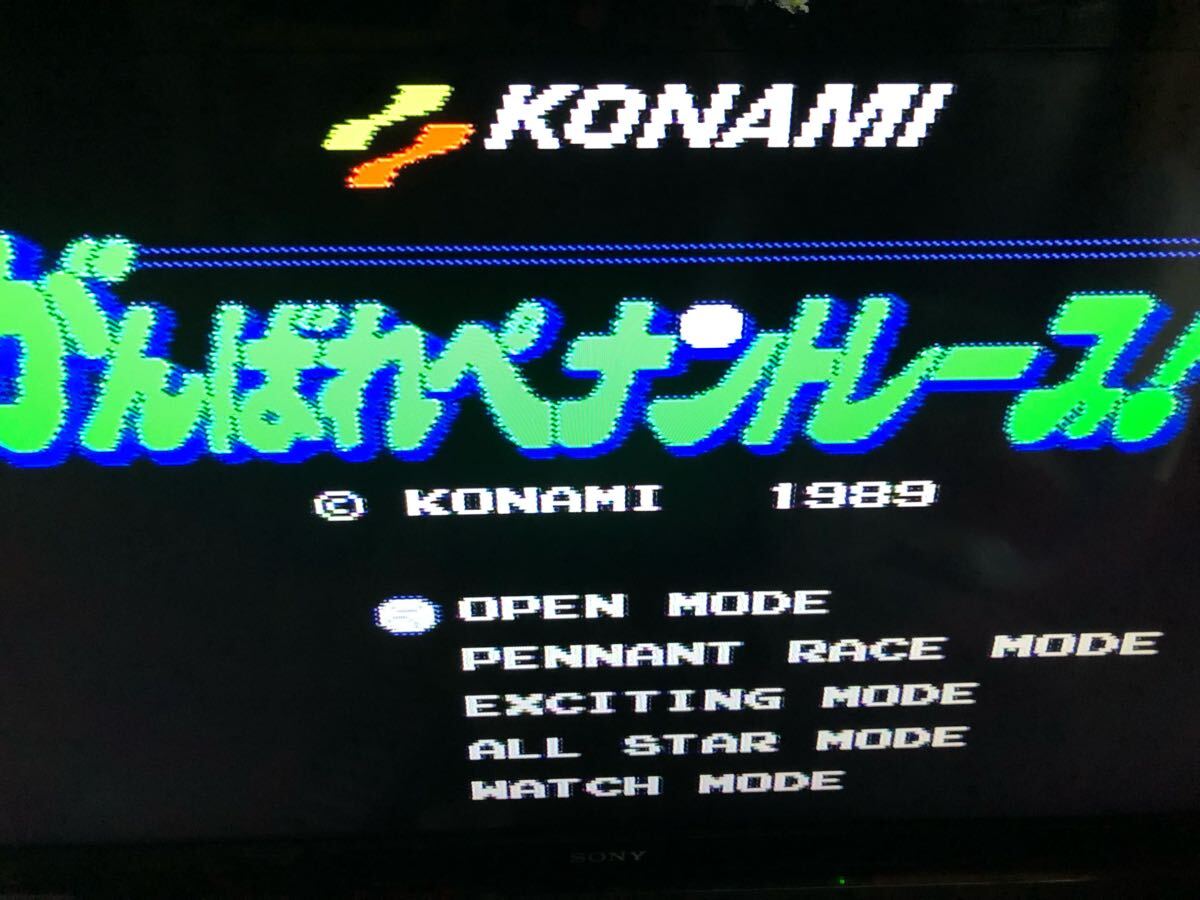 KONAMI
がんばれペナントレース!
© KONAMI 1989
OPEN MODE
PENNANT RACE MODE
EXCITING MODE
ALL STAR MODE
WATCH MODE
SONY